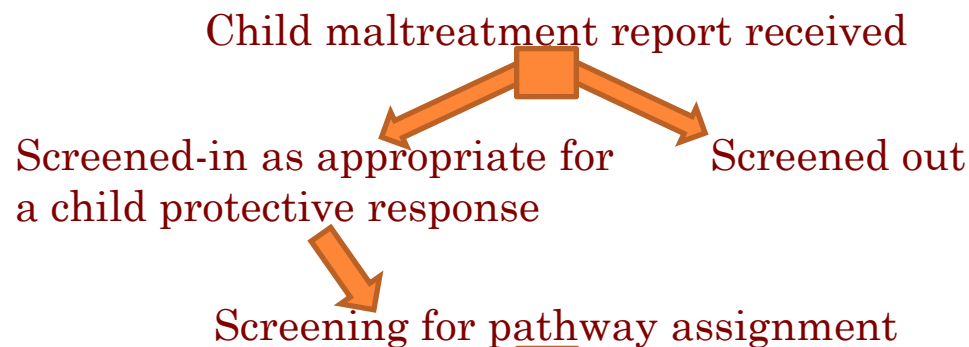 Child maltreatment report received
Screened-in as appropriate for Screened out
a child protective response
Screening for pathway assignment